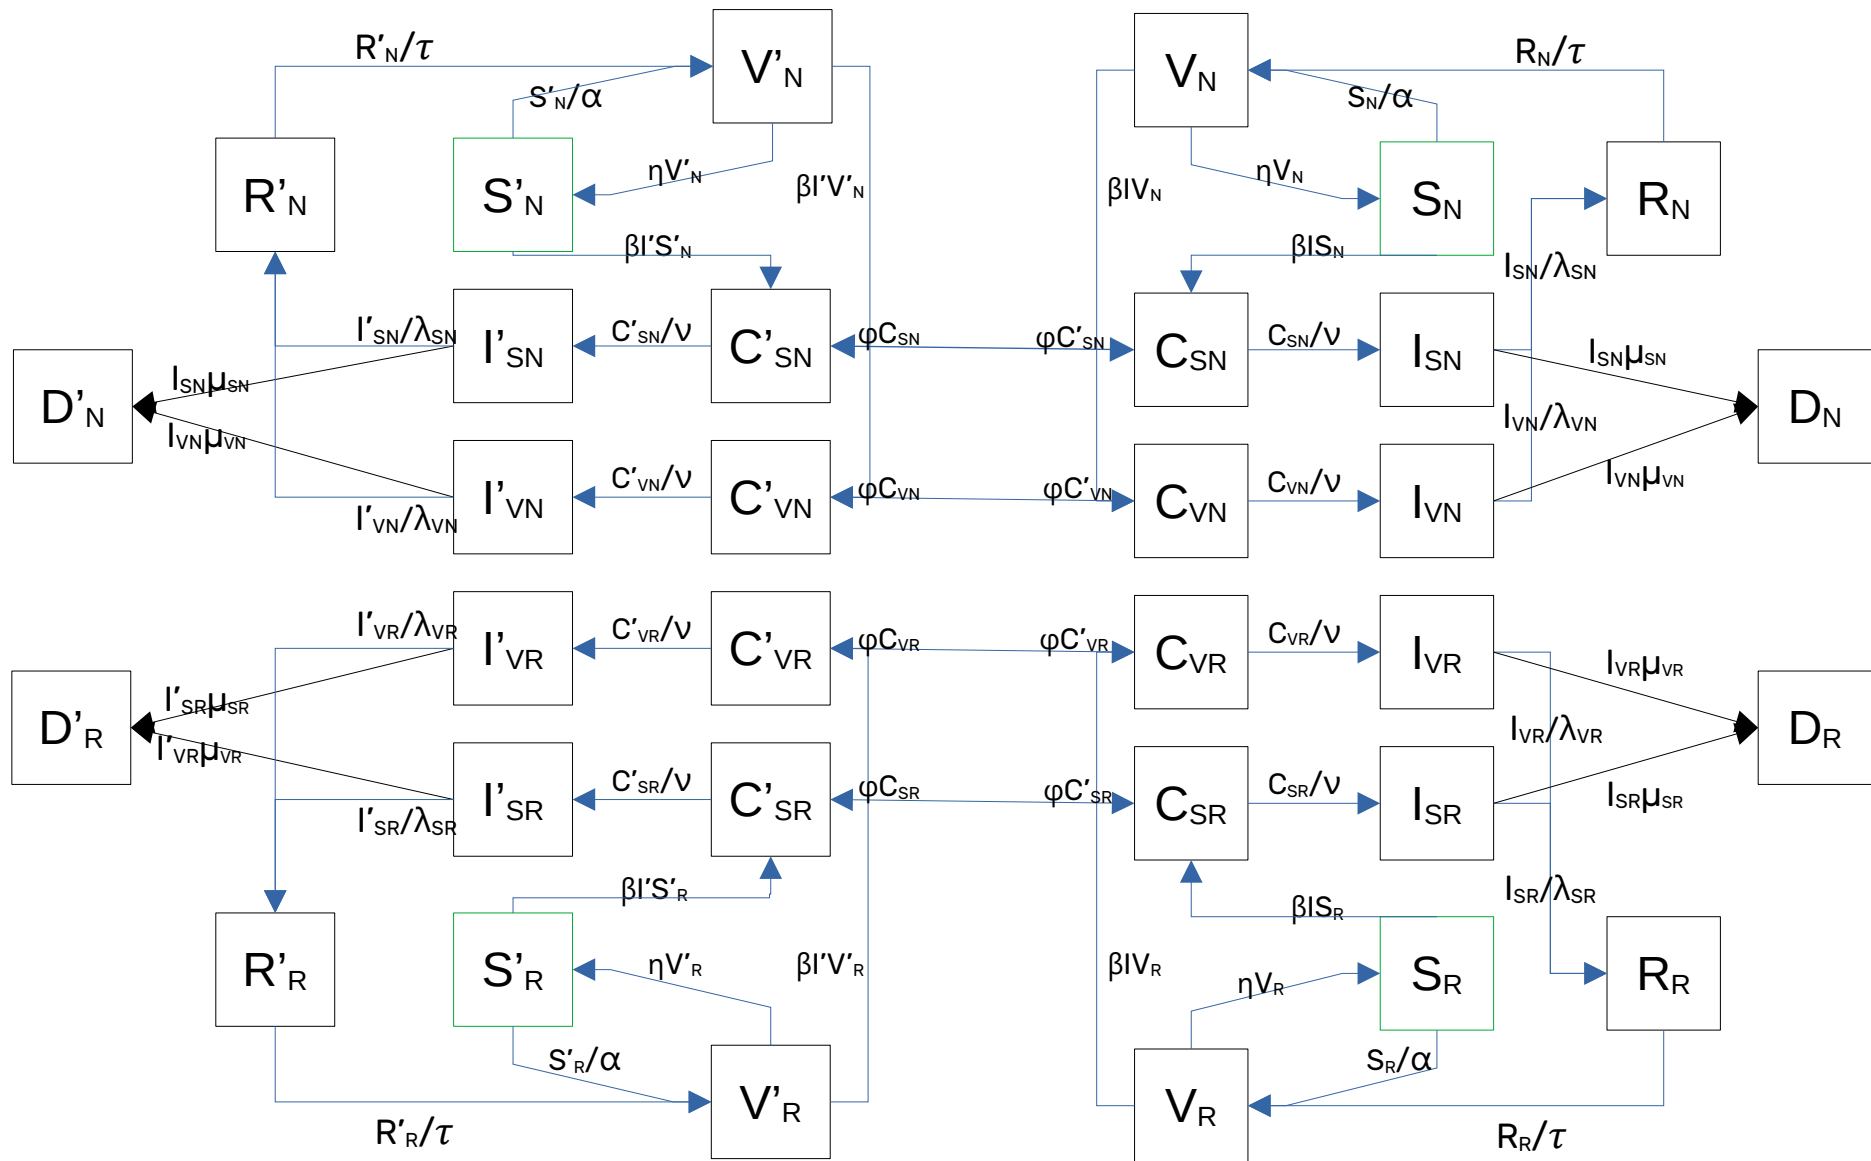 R'N/τ
V'N
VN
RN/τ
S'N/α
SN/α
R'N
S'N
ηV'N
βI'V'N
βIVN
ηVN
SN
RN
βI'S'N
βISN
ISN/λSN
I'SN/λSN
I'SN
C'SN/ν
C'SN
φCSN
φC'SN
CSN
CSN/ν
ISN
ISNμSN
ISNμSN
D'N
DN
IVNμVN
IVN/λVN
I'VN/λVN
I'VN
C'VN/ν
C'VN
φCVN
φC'VN
CVN
CVN/ν
IVN
IVNμVN
I'VR/λVR
I'VR
C'VR/ν
C'VR
φCVR
φC'VR
CVR
CVR/ν
IVR
IVRμVR
I'SRμSR
D'R
DR
IVR/λVR
I'VRμVR
I'SR/λSR
I'SR
C'SR/ν
C'SR
φCSR
φC'SR
CSR
CSR/ν
ISR
ISRμSR
βI'S'R
βISR
ISR/λSR
R'R
S'R
ηV'R
βI'V'R
βIVR
ηVR
SR
RR
S'R/α
SR/α
V'R
VR
R'R/τ
RR/τ